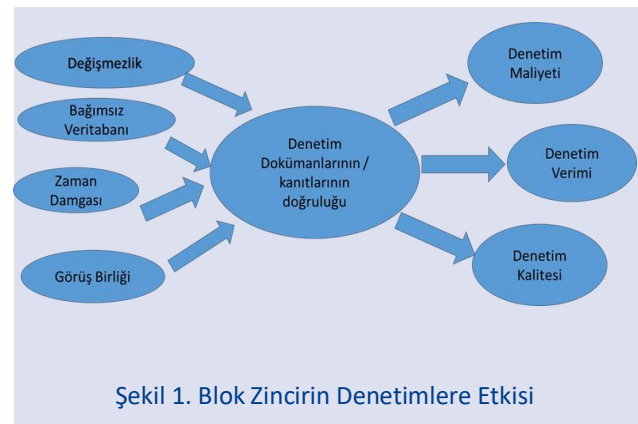 Değişmezlik
Bağımsız
Veritabanı
Zaman
Damgası
Görüş Birliği
Denetim
Dokümanlarının /
kanıtlarının
doğruluğu
Denetim
Maliyeti
Denetim
Verimi
Denetim
Kalitesi
Şekil 1. Blok Zincirin Denetimlere Etkisi